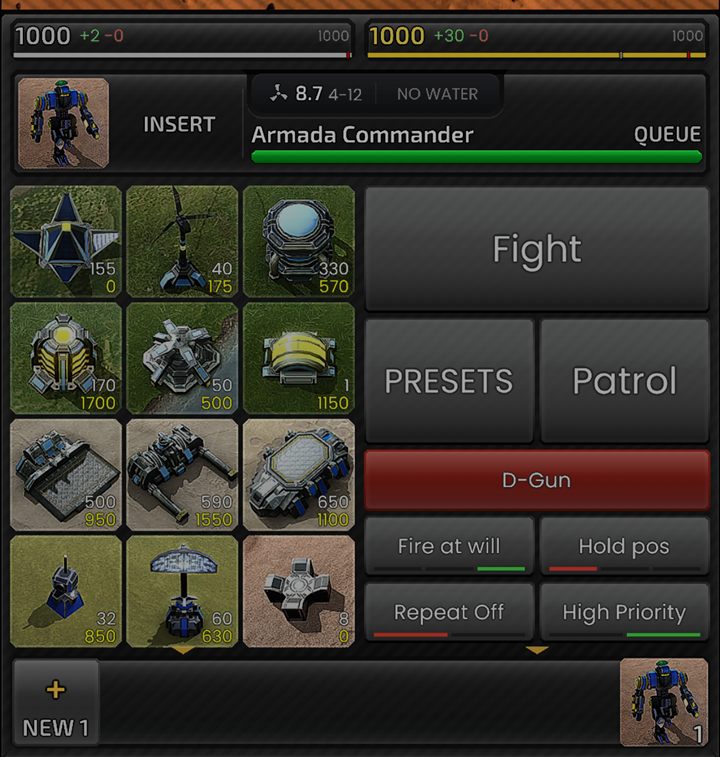 1000 +2 -0 1000 1000 +30 -0 1000
8.7 4-12 NO WATER
INSERT
Armada Commander QUEUE
155
0
40
175
330
570
Fight
170
1700
50
500
1
1150
PRESETS Patrol
500
950
590
1550
650
1100
D-Gun
Fire at will Hold pos
32
850
60
630
8
0
Repeat Off High Priority
+
NEW 1
1